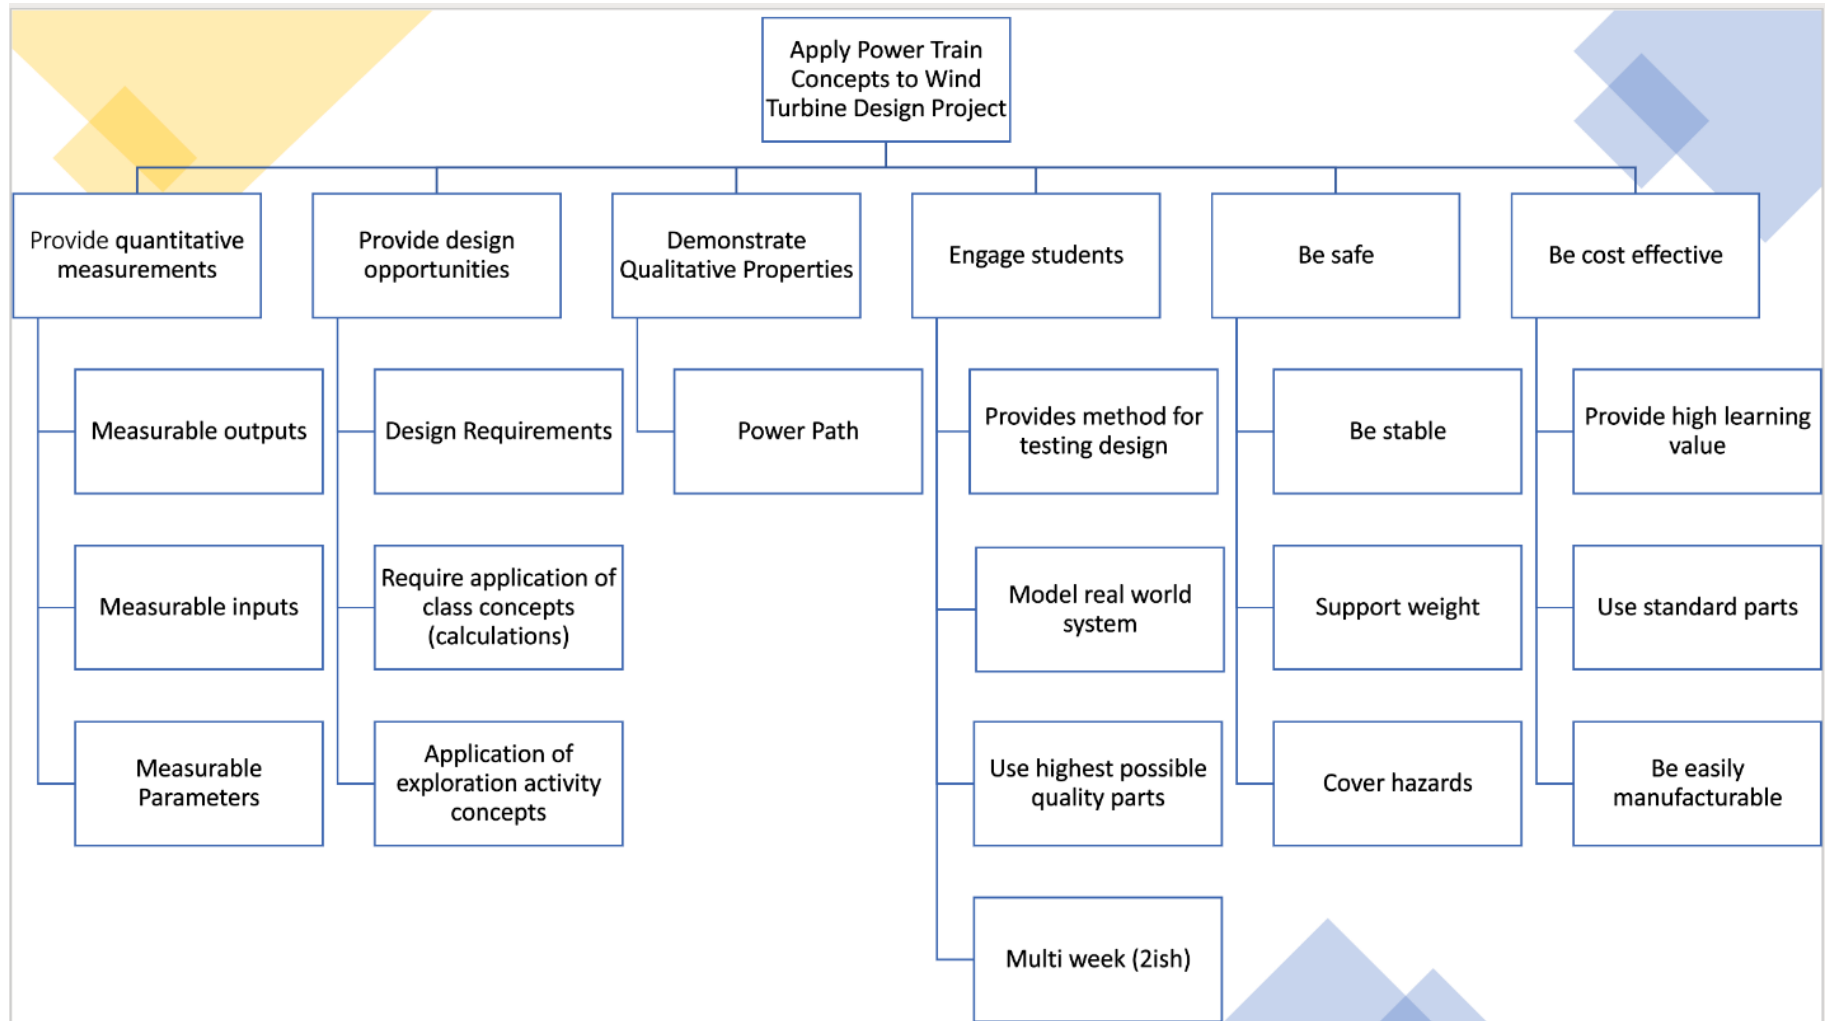 Apply Power Train
Concepts to Wind
Turbine Design Project
Provide quantitative
measurements
Measurable outputs
Measurable inputs
Measurable
Parameters
Provide design
opportunities
Design Requirements
Require application of
class concepts
(calculations)
Application of
exploration activity
concepts
Demonstrate
Qualitative Properties
Power Path
Engage students
Provides method for
testing design
Model real world
system
Use highest possible
quality parts
Multi week (2ish)
Be safe
Be stable
Support weight
Cover hazards
Be cost effective
Provide high learning
value
Use standard parts
Be easily
manufacturable